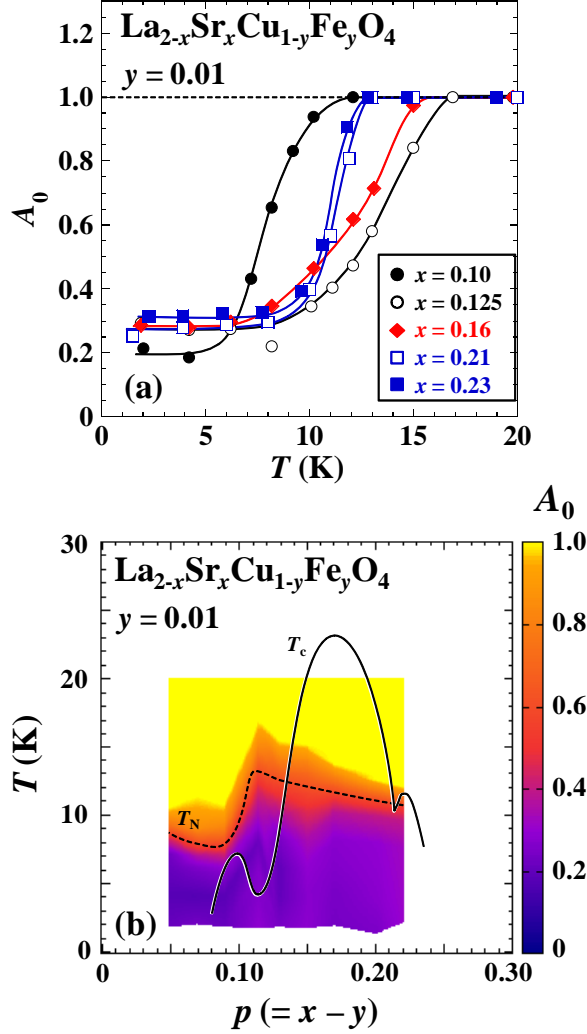 La2-xSrxCu1-yFeyO4
y = 0.01
1.2
1.0
0.8
0.6
0.4
0.2
0
A0
x = 0.10
x = 0.125
x = 0.16
x = 0.21
x = 0.23
(a)
0 5 10 15 20
T (K)
A0
La2-xSrxCu1-yFeyO4
y = 0.01
30
20
10
0
T (K)
Tc
TN
(b)
1.0
0.8
0.6
0.4
0.2
0
0 0.10 0.20 0.30
p (= x – y)